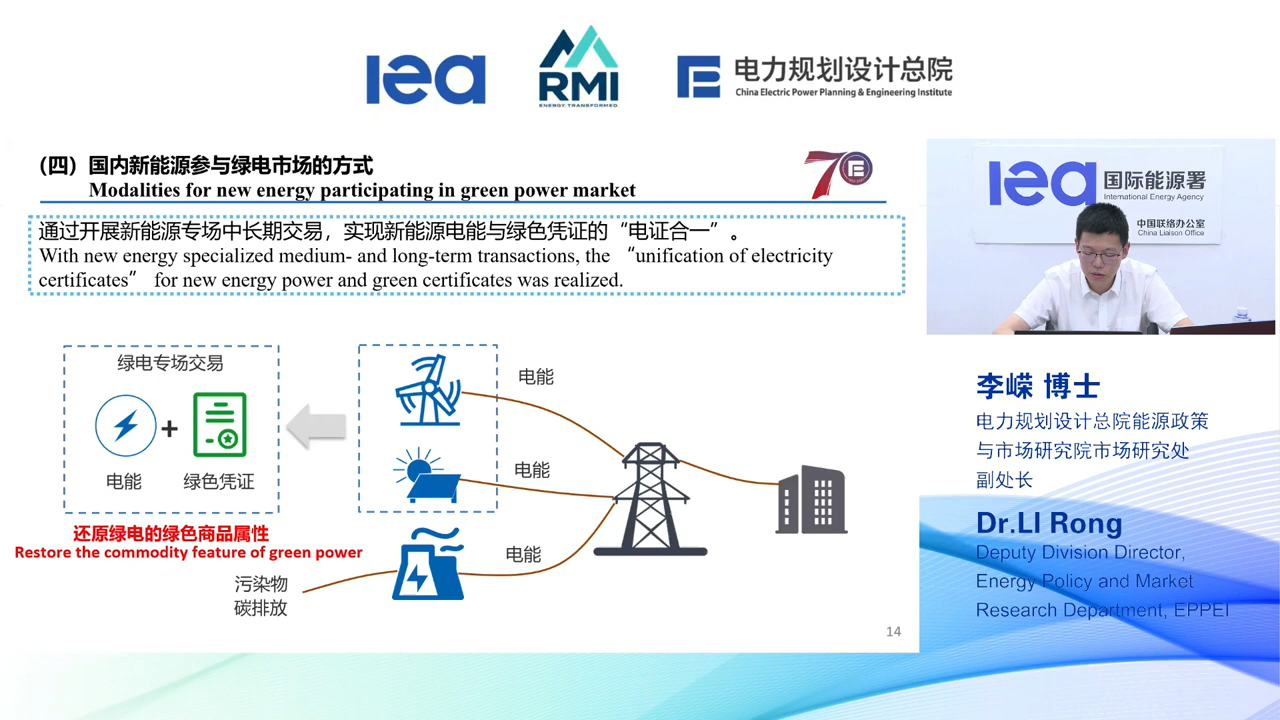 iea
RMI
ENERGY TRANSFORMED
电力规划设计总院
China Electric Power Planning & Engineering Institute
（四）国内新能源参与绿电市场的方式
Modalities for new energy participating in green power market
70
通过开展新能源专场中长期交易，实现新能源电能与绿色凭证的“电证合一”。
With new energy specialized medium- and long-term transactions, the “unification of electricity
certificates” for new energy power and green certificates was realized.
绿电专场交易
+
电能
绿色凭证
还原绿电的绿色商品属性
Restore the commodity feature of green power
电能
电能
电能
污染物
碳排放
14
iea 国际能源署
International Energy Agency
中国联络办公室
China Liaison Office
李嵘 博士
电力规划设计总院能源政策
与市场研究院市场研究处
副处长
Dr.LI Rong
Deputy Division Director,
Energy Policy and Market
Research Department, EPPEI